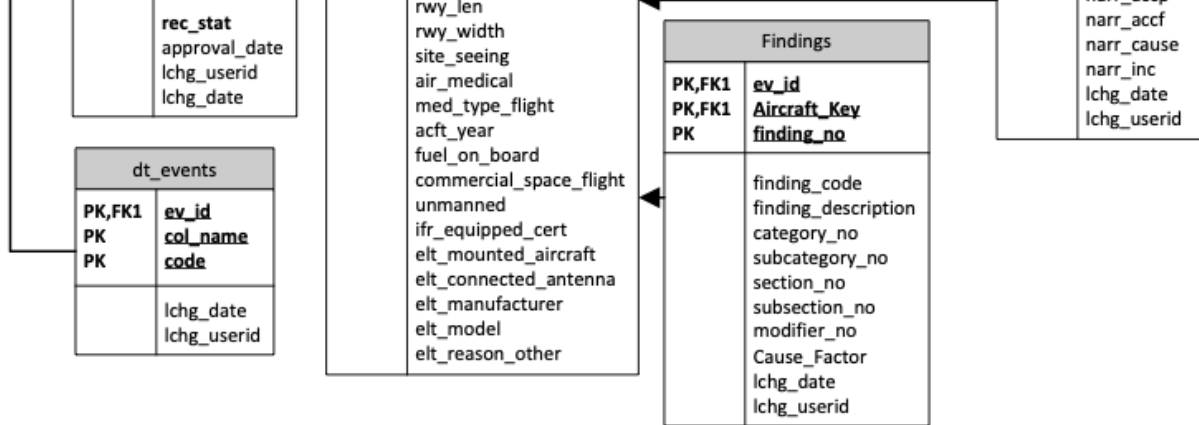 rec_stat
approval_date
lchg_userid
lchg_date
dt_events
PK,FK1 ev_id
PK col_name
PK code
lchg_date
lchg_userid
rwy_len
rwy_width
site_seeing
air_medical
med_type_flight
acft_year
fuel_on_board
commercial_space_flight
unmanned
ifr_equipped_cert
elt_mounted_aircraft
elt_connected_antenna
elt_manufacturer
elt_model
elt_reason_other
Findings
PK,FK1 ev_id
PK,FK1 Aircraft_Key
PK finding_no
finding_code
finding_description
category_no
subcategory_no
section_no
subsection_no
modifier_no
Cause_Factor
lchg_date
lchg_userid
narr_accf
narr_cause
narr_inc
lchg_date
lchg_userid